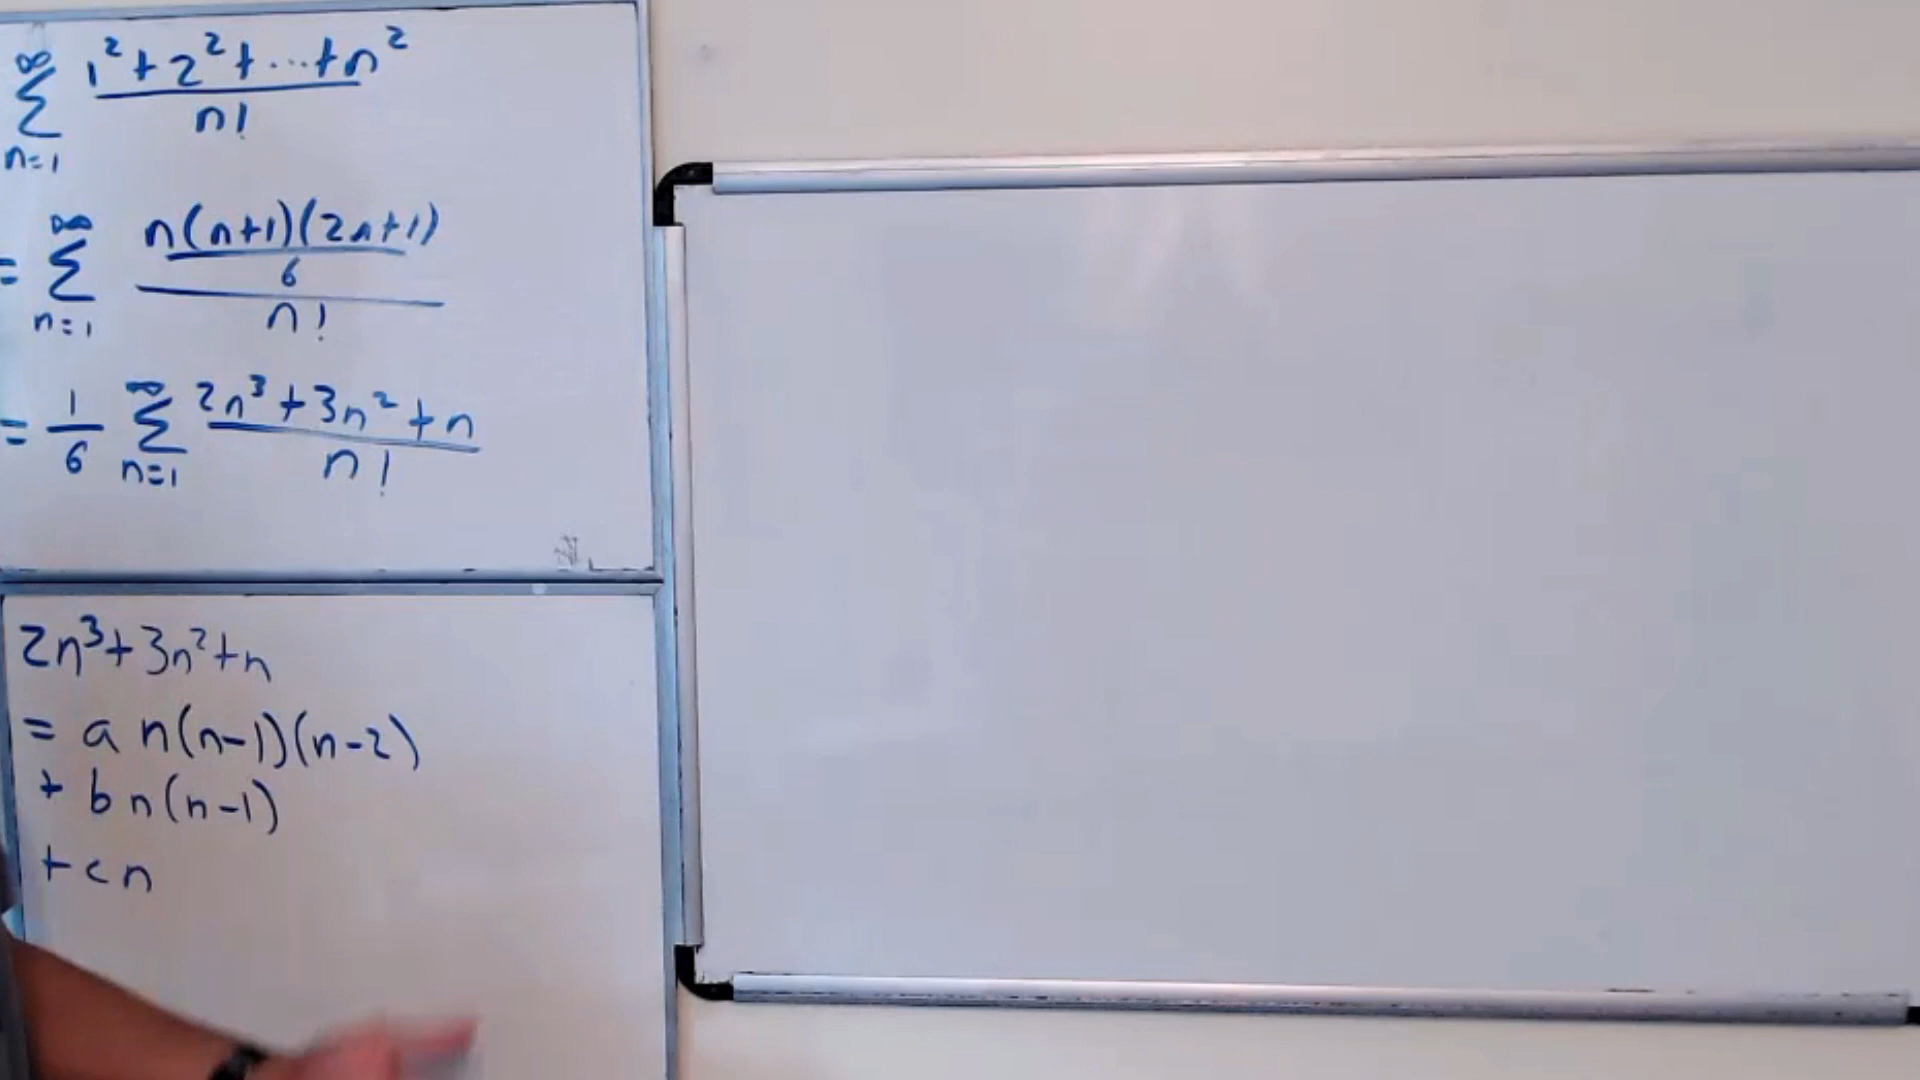 ∞
Σ 1²+2²+...+n² / n!
n=1
= ∞ Σ n=1 (n(n+1)(2n+1) / 6) / n!
= 1/6 ∞ Σ n=1 2n³+3n²+n / n!
2n³+3n²+n
= a n(n-1)(n-2)
+ b n(n-1)
+ c n